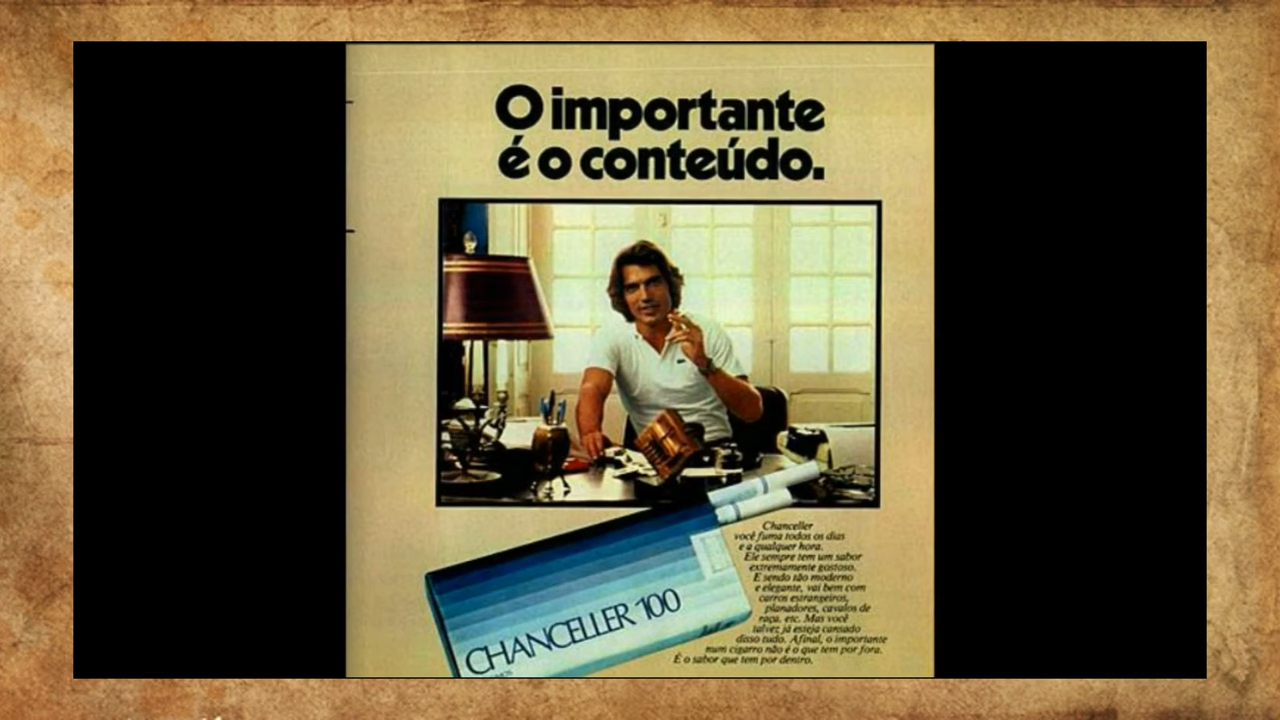 O importante
é o conteúdo.
Chanceller
você fuma todos os dias
e a qualquer hora.
Ele sempre tem um sabor
extremamente gostoso.
E sendo tão moderno
e elegante, vai bem com
carros estrangeiros,
planadores, cavalos de
raça, etc. Mas você
talvez já esteja cansado
disso tudo. Afinal, o importante
num cigarro não é o que tem por fora.
É o sabor que tem por dentro.
CHANCELLER 100